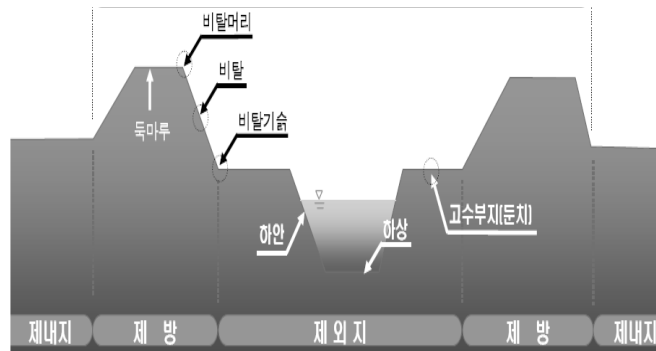 비탈머리
비탈
둑마루
비탈기슭
고수부지(둔치)
하안
하상
제내지
제 방
제 외 지
제 방
제내지